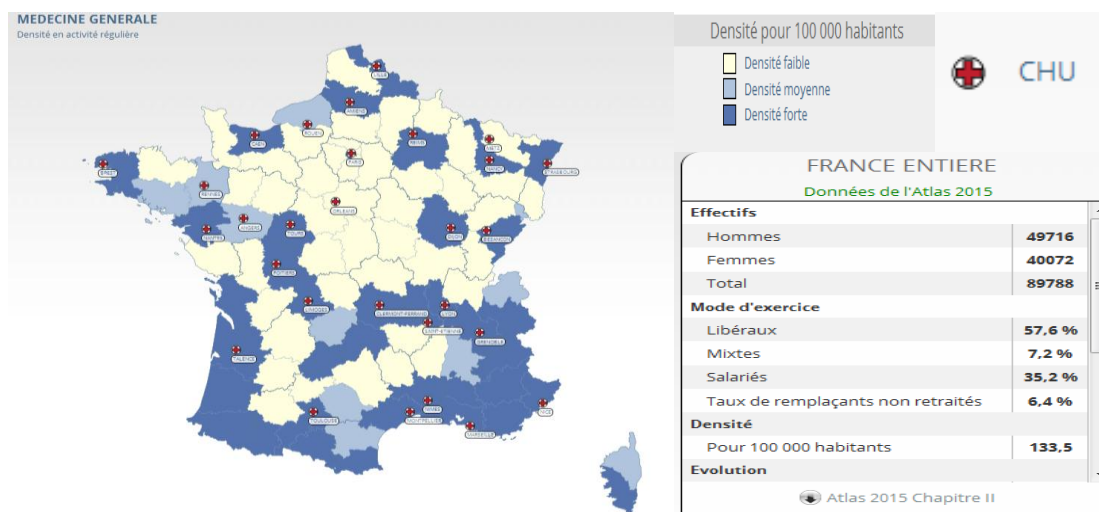 MEDECINE GENERALE
Densité en activité régulière
LILLE
AMIENS
ROUEN
CAEN
REIMS
METZ
PARIS
NANCY
STRASBOURG
BREST
RENNES
ORLEANS
ANGERS
TOURS
NANTES
DIJON
BESANCON
POITIERS
LIMOGES
CLERMONT-FERRAND
LYON
SAINT-ETIENNE
GRENOBLE
TALENCE
NIMES
NICE
TOULOUSE
MONTPELLIER
MARSEILLE
Densité pour 100 000 habitants
Densité faible
Densité moyenne
Densité forte
CHU
FRANCE ENTIERE
Données de l'Atlas 2015
Effectifs
Hommes 49716
Femmes 40072
Total 89788
Mode d'exercice
Libéraux 57,6 %
Mixtes 7,2 %
Salariés 35,2 %
Taux de remplaçants non retraités 6,4 %
Densité
Pour 100 000 habitants 133,5
Evolution
Atlas 2015 Chapitre II